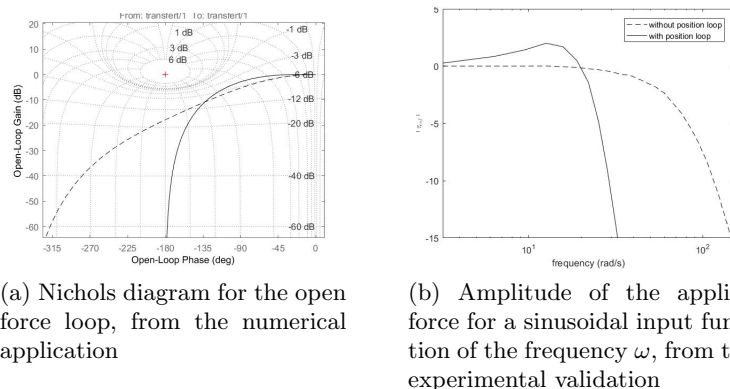 From: transfert/1 To: transfert/1
20
10
0
-10
-20
-30
-40
-50
-60
Open-Loop Gain (dB)
1 dB
3 dB
6 dB
-1 dB
-3 dB
-6 dB
-12 dB
-20 dB
-40 dB
-60 dB
-315 -270 -225 -180 -135 -90 -45 0
Open-Loop Phase (deg)
(a) Nichols diagram for the open
force loop, from the numerical
application
5
0
-5
-10
-15
without position loop
with position loop
10^1 10^2
frequency (rad/s)
(b) Amplitude of the appli
force for a sinusoidal input fun
tion of the frequency ω, from t
experimental validation